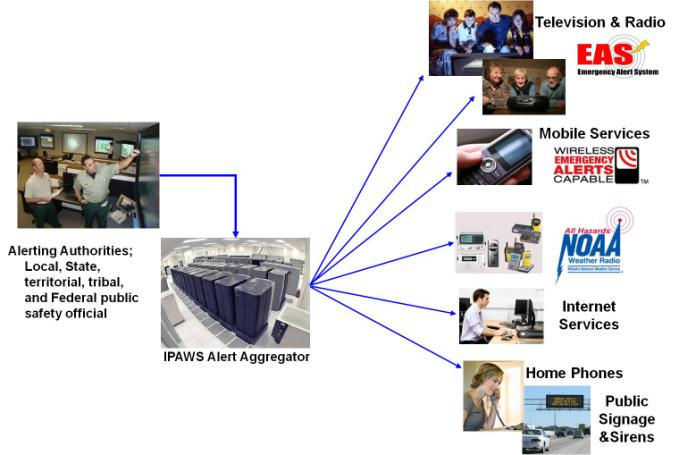 Television & Radio
EAS
Emergency Alert System
Mobile Services
WIRELESS
EMERGENCY
ALERTS
CAPABLE
TM
Alerting Authorities;
Local, State,
territorial, tribal,
and Federal public
safety official
IPAWS Alert Aggregator
All Hazards
NOAA
Weather Radio
Internet
Services
Home Phones
Public
Signage
&Sirens